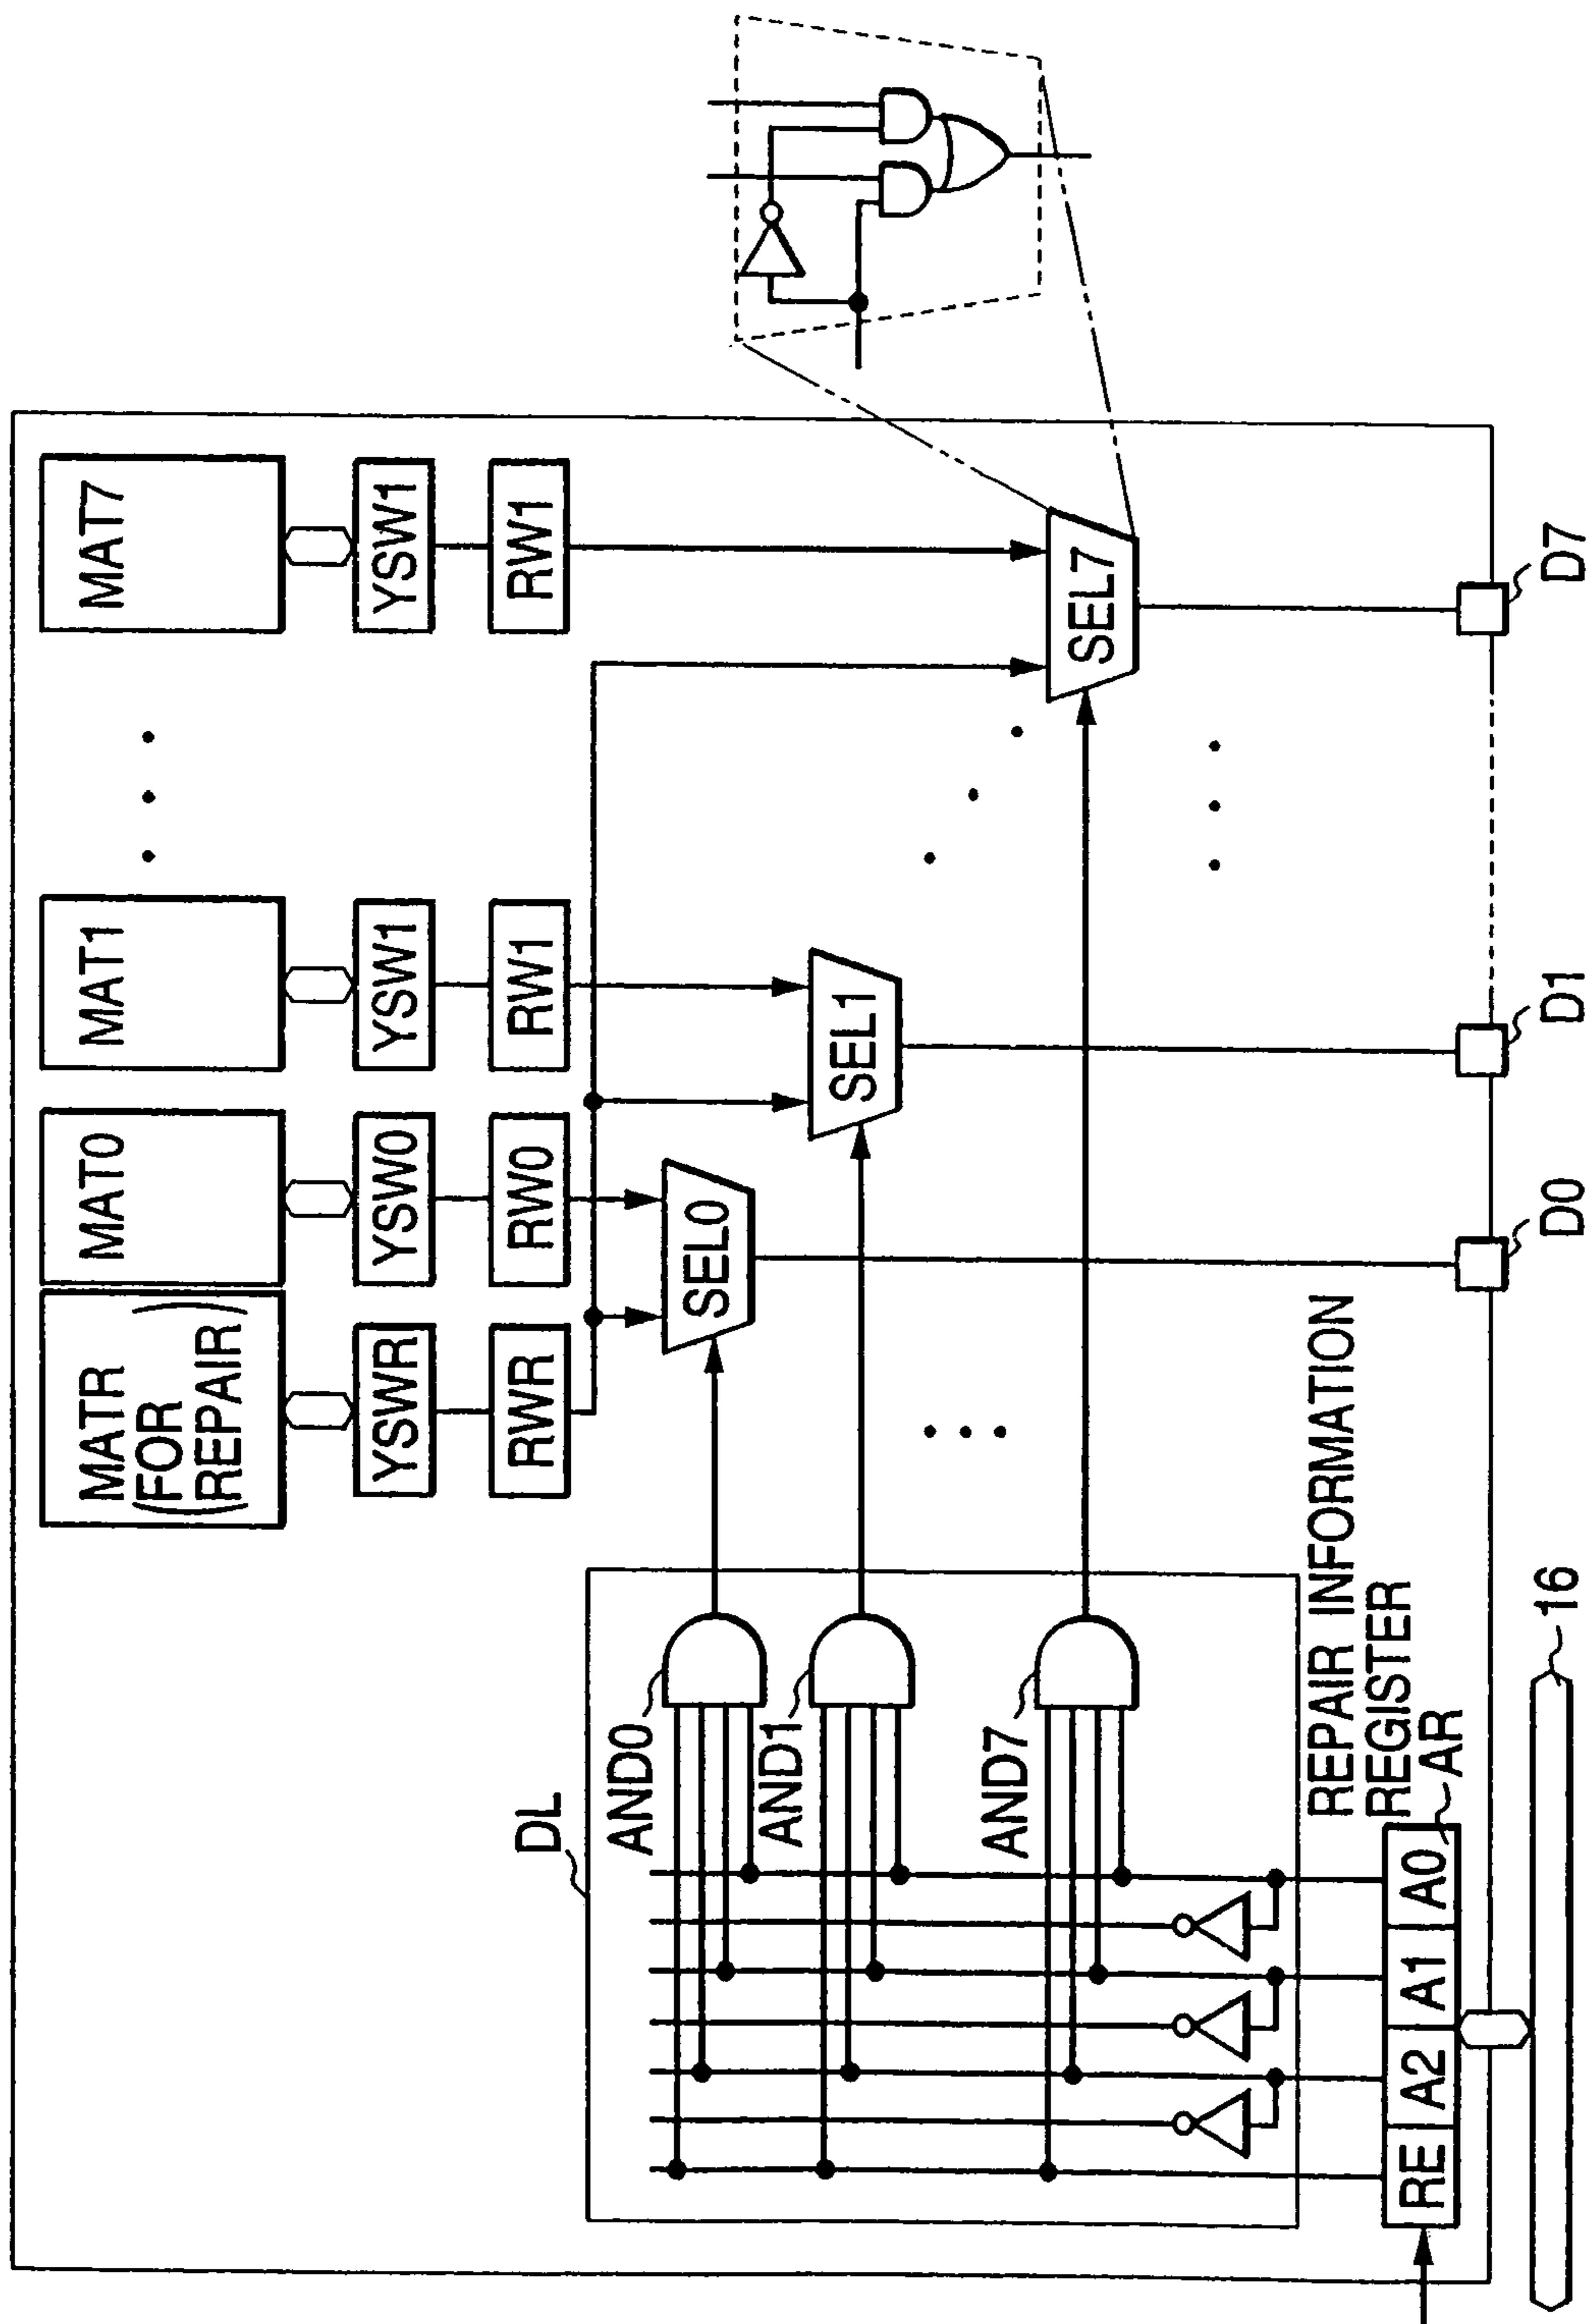 MATR
(FOR
REPAIR)
MAT0
MAT1
MAT7
YSWR
YSW0
YSW1
YSW1
RWR
RW0
RW1
RW1
SEL0
SEL1
SEL7
DL
AND0
AND1
AND7
REPAIR INFORMATION
REGISTER
AR
RE A2 A1 A0
D0
D1
D7
16